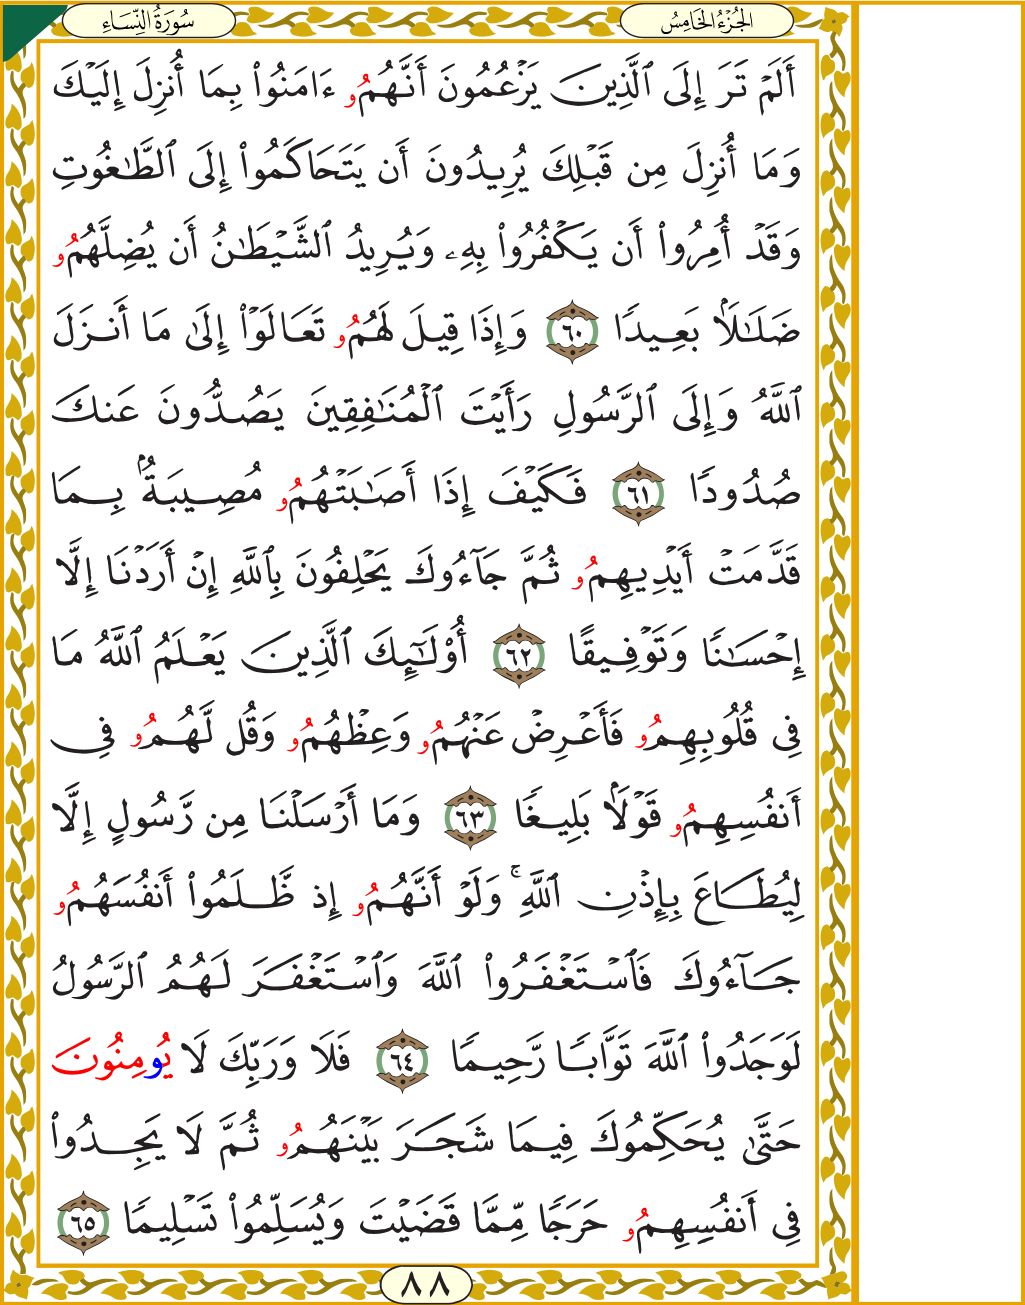 سُورَةُ النِّسَاءِ
الجُزْءُ الخَامِسُ
أَلَمْ تَرَ إِلَى ٱلَّذِينَ يَزْعُمُونَ أَنَّهُمُۥ ءَامَنُوا۟ بِمَا أُنزِلَ إِلَيْكَ
وَمَا أُنزِلَ مِن قَبْلِكَ يُرِيدُونَ أَن يَتَحَاكَمُوا۟ إِلَى ٱلطَّٰغُوتِ
وَقَدْ أُمِرُوا۟ أَن يَكْفُرُوا۟ بِهِۦ وَيُرِيدُ ٱلشَّيْطَٰنُ أَن يُضِلَّهُمُۥ
ضَلَٰلَۢا بَعِيدًا ٦٠ وَإِذَا قِيلَ لَهُمُۥ تَعَالَوْا۟ إِلَىٰ مَا أَنزَلَ
ٱللَّهُ وَإِلَى ٱلرَّسُولِ رَأَيْتَ ٱلْمُنَٰفِقِينَ يَصُدُّونَ عَنكَ
صُدُودًا ٦١ فَكَيْفَ إِذَا أَصَٰبَتْهُمُۥ مُصِيبَةُۢ بِمَا
قَدَّمَتْ أَيْدِيهِمُۥ ثُمَّ جَآءُوكَ يَحْلِفُونَ بِٱللَّهِ إِنْ أَرَدْنَا إِلَّا
إِحْسَٰنًا وَتَوْفِيقًا ٦٢ أُو۟لَٰٓئِكَ ٱلَّذِينَ يَعْلَمُ ٱللَّهُ مَا
فِى قُلُوبِهِمُۥ فَأَعْرِضْ عَنْهُمُۥ وَعِظْهُمُۥ وَقُل لَّهُمُۥ فِى
أَنفُسِهِمُۥ قَوْلَۢا بَلِيغًا ٦٣ وَمَا أَرْسَلْنَا مِن رَّسُولٍ إِلَّا
لِيُطَاعَ بِإِذْنِ ٱللَّهِۚ وَلَوْ أَنَّهُمُۥ إِذ ظَّلَمُوا۟ أَنفُسَهُمُۥ
جَآءُوكَ فَٱسْتَغْفَرُوا۟ ٱللَّهَ وَٱسْتَغْفَرَ لَهُمُ ٱلرَّسُولُ
لَوَجَدُوا۟ ٱللَّهَ تَوَّابًا رَّحِيمًا ٦٤ فَلَا وَرَبِّكَ لَا يُومِنُونَ
حَتَّىٰ يُحَكِّمُوكَ فِيمَا شَجَرَ بَيْنَهُمُۥ ثُمَّ لَا يَجِدُوا۟
فِى أَنفُسِهِمُۥ حَرَجًا مِّمَّا قَضَيْتَ وَيُسَلِّمُوا۟ تَسْلِيمًا ٦٥
٨٨